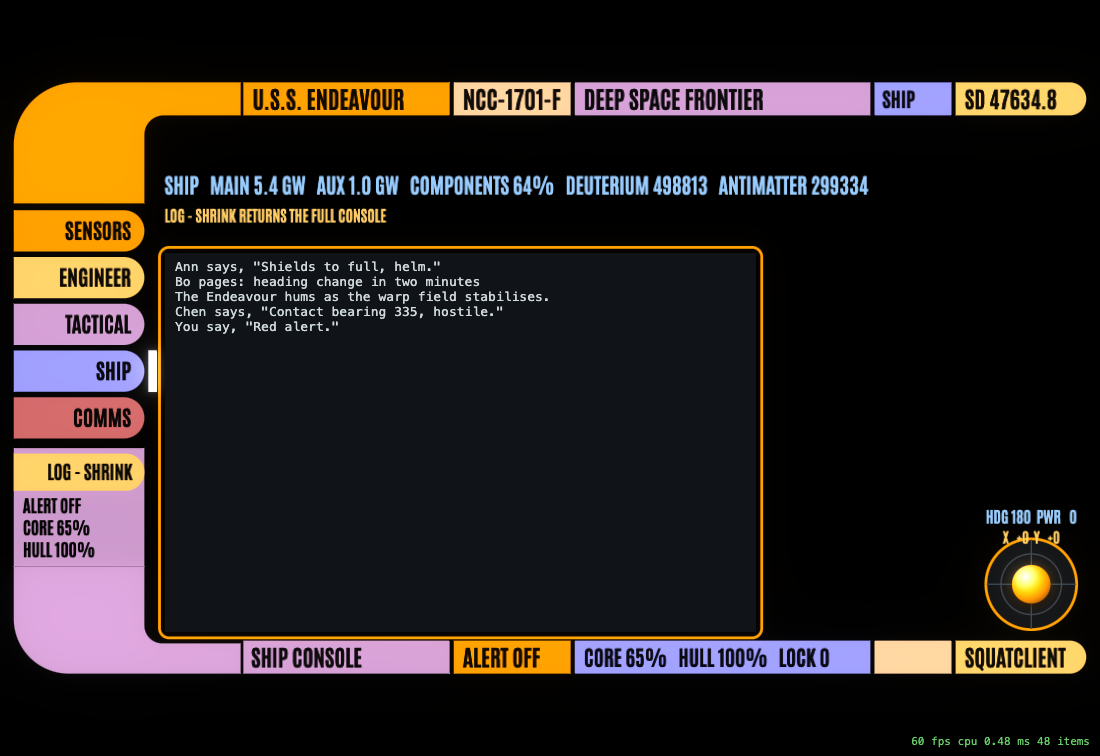 U.S.S. ENDEAVOUR NCC-1701-F DEEP SPACE FRONTIER SHIP SD 47634.8
SHIP MAIN 5.4 GW AUX 1.0 GW COMPONENTS 64% DEUTERIUM 498813 ANTIMATTER 299334
LOG - SHRINK RETURNS THE FULL CONSOLE
SENSORS
ENGINEER
TACTICAL
SHIP
COMMS
LOG - SHRINK
ALERT OFF
CORE 65%
HULL 100%
Ann says, "Shields to full, helm."
Bo pages: heading change in two minutes
The Endeavour hums as the warp field stabilises.
Chen says, "Contact bearing 335, hostile."
You say, "Red alert."
HDG 180 PWR 0
X +0 Y +0
SHIP CONSOLE ALERT OFF CORE 65% HULL 100% LOCK 0 SQUATCLIENT
60 fps cpu 0.48 ms 48 items